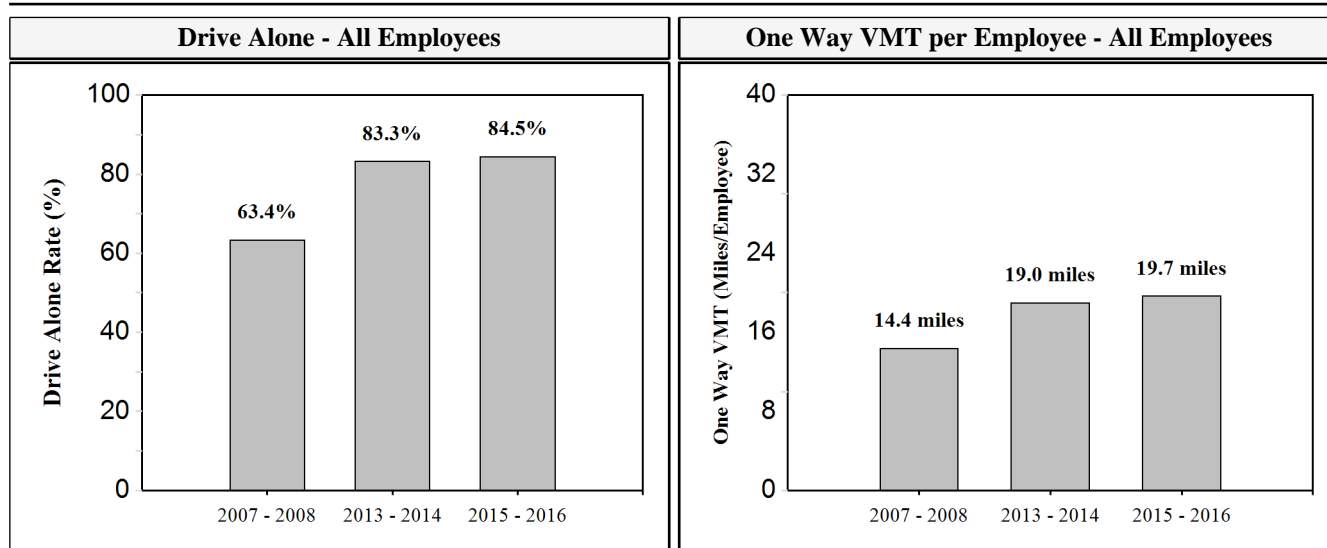 Drive Alone - All Employees
Drive Alone Rate (%)
100
80
60
40
20
0
63.4%
83.3%
84.5%
2007 - 2008
2013 - 2014
2015 - 2016
One Way VMT per Employee - All Employees
One Way VMT (Miles/Employee)
40
32
24
16
8
0
14.4 miles
19.0 miles
19.7 miles
2007 - 2008
2013 - 2014
2015 - 2016